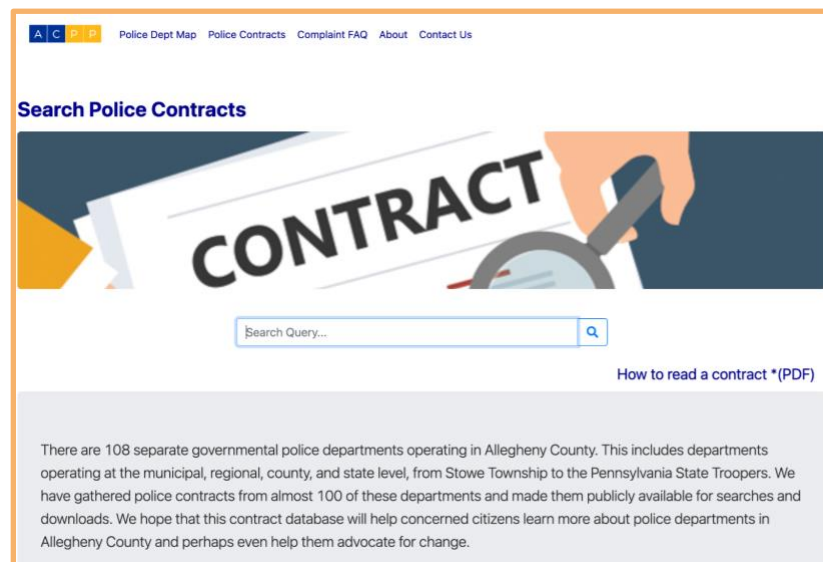 A C P P Police Dept Map Police Contracts Complaint FAQ About Contact Us
Search Police Contracts
CONTRACT
Search Query...
How to read a contract *(PDF)
There are 108 separate governmental police departments operating in Allegheny County. This includes departments
operating at the municipal, regional, county, and state level, from Stowe Township to the Pennsylvania State Troopers. We
have gathered police contracts from almost 100 of these departments and made them publicly available for searches and
downloads. We hope that this contract database will help concerned citizens learn more about police departments in
Allegheny County and perhaps even help them advocate for change.